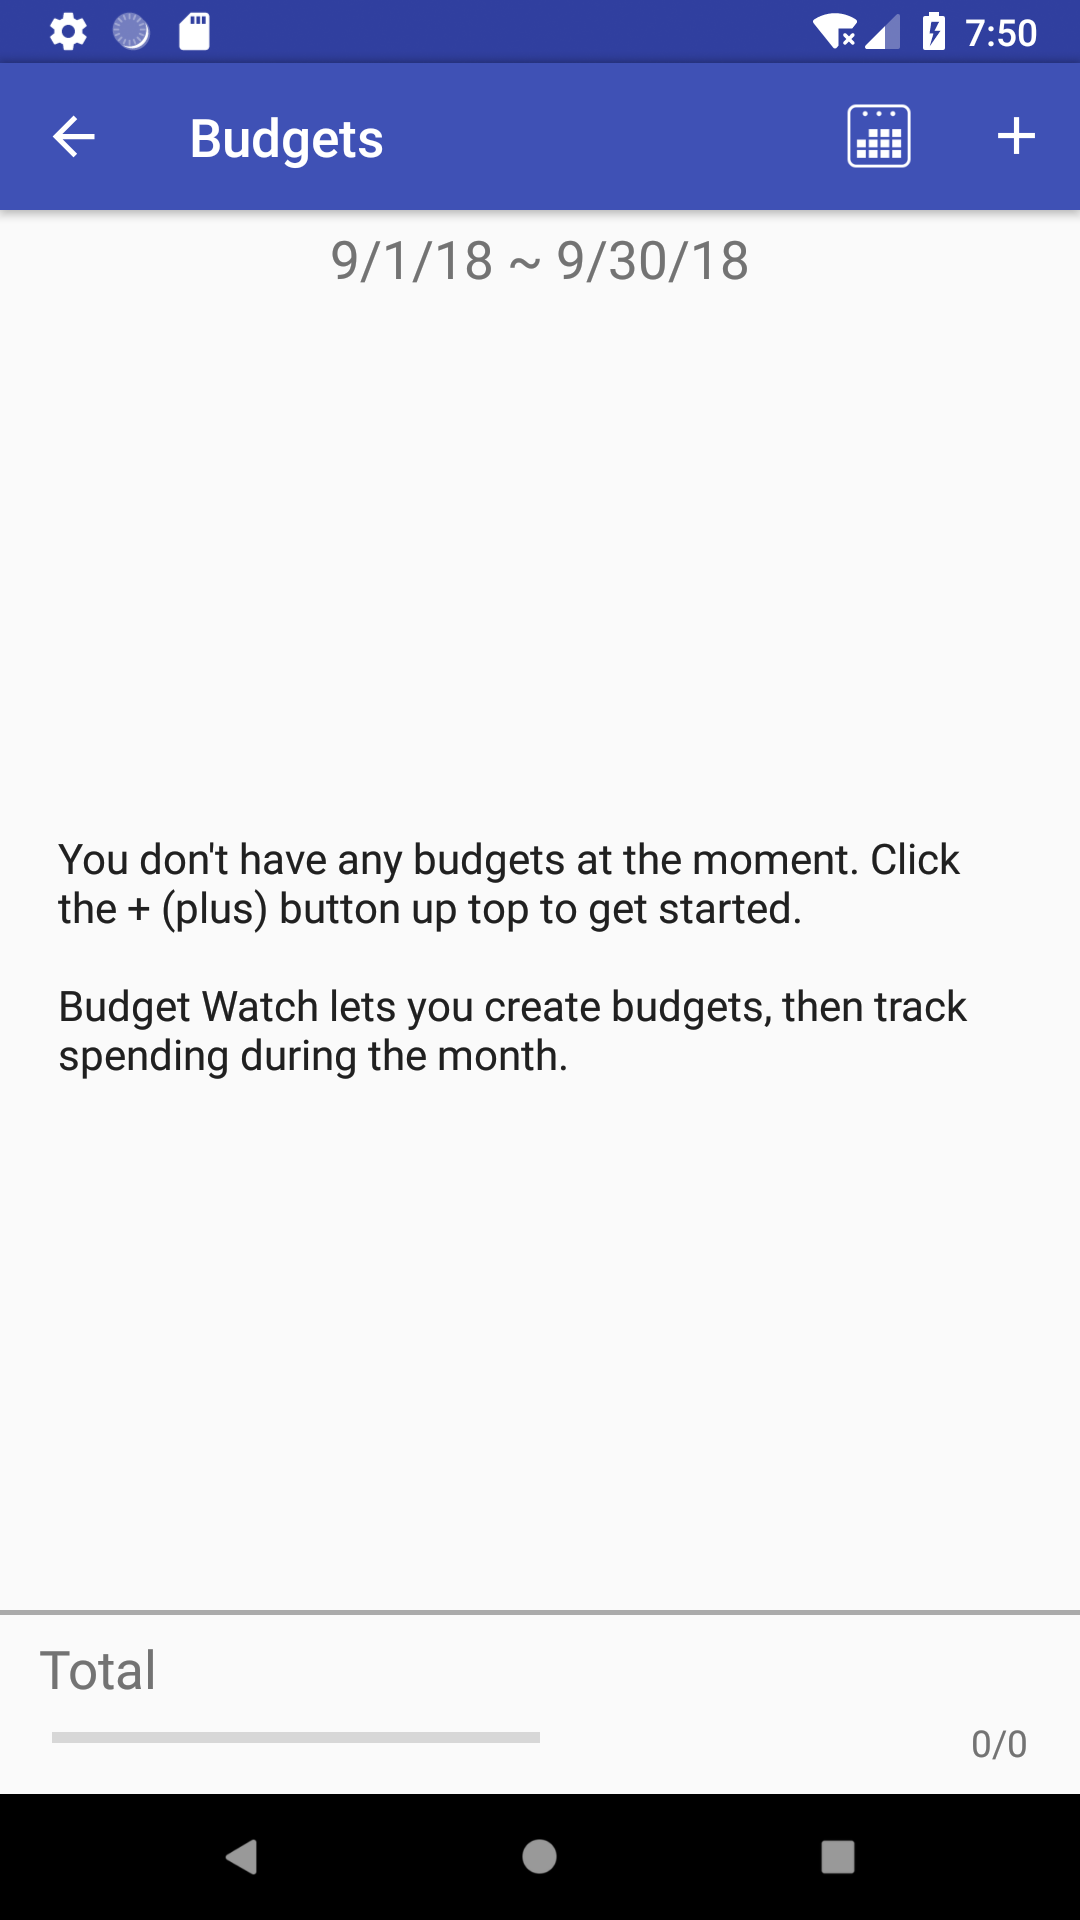 7:50
Budgets
9/1/18 ~ 9/30/18
You don't have any budgets at the moment. Click
the + (plus) button up top to get started.
Budget Watch lets you create budgets, then track
spending during the month.
Total
0/0